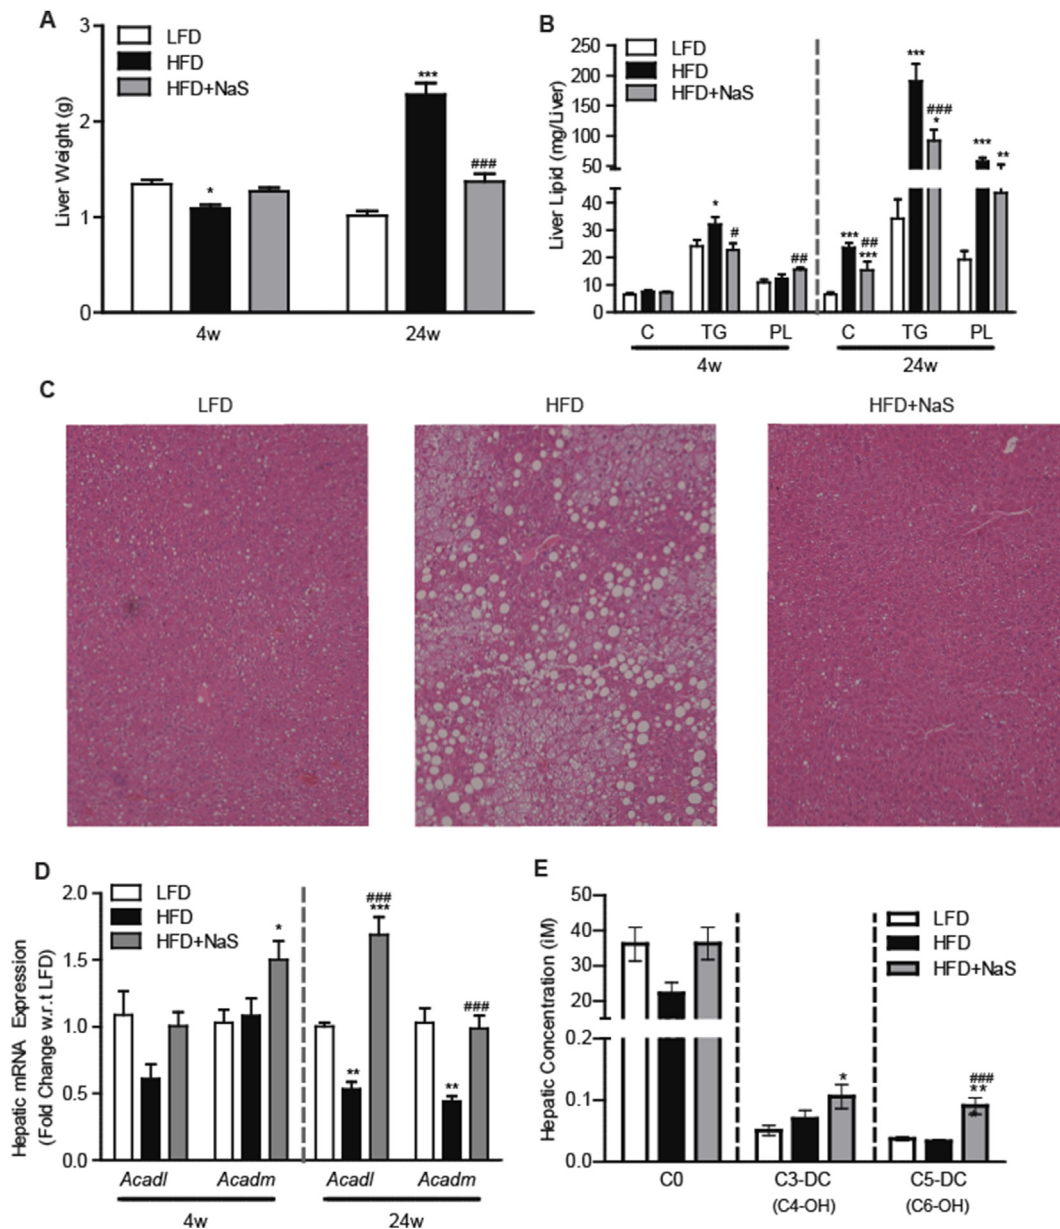 A
3
2
1
0
Liver Weight (g)
LFD
HFD
HFD+NaS
*
***
###
4w
24w
B
250
200
150
100
50
40
30
20
10
0
Liver Lipid (mg/Liver)
LFD
HFD
HFD+NaS
*
#
##
***
##
***
***
###
*
***
**
C TG PL C TG PL
4w 24w
C
LFD HFD HFD+NaS
D
2.0
1.5
1.0
0.5
0.0
Hepatic mRNA Expression
(Fold Change w.r.t LFD)
LFD
HFD
HFD+NaS
*
**
###
***
**
###
Acadl Acadm Acadl Acadm
4w 24w
E
50
40
30
20
0.2
0.1
0.0
Hepatic Concentration (iM)
LFD
HFD
HFD+NaS
*
###
**
*
C0 C3-DC C5-DC
(C4-OH) (C6-OH)